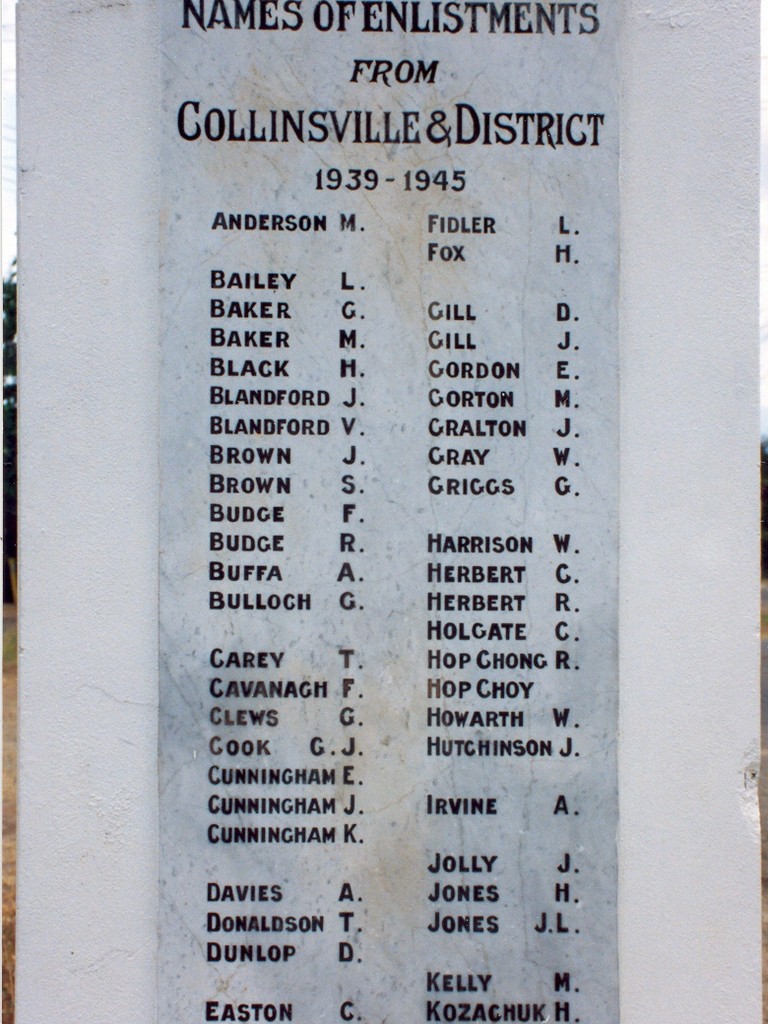 NAMES OF ENLISTMENTS
FROM
COLLINSVILLE & DISTRICT
1939-1945
ANDERSON M.
BAILEY L.
BAKER G.
BAKER M.
BLACK H.
BLANDFORD J.
BLANDFORD V.
BROWN J.
BROWN S.
BUDGE F.
BUDGE R.
BUFFA A.
BULLOCH G.
CAREY T.
CAVANAGH F.
CLEWS G.
COOK G.J.
CUNNINGHAM E.
CUNNINGHAM J.
CUNNINGHAM K.
DAVIES A.
DONALDSON T.
DUNLOP D.
EASTON C.
FIDLER L.
FOX H.
GILL D.
GILL J.
GORDON E.
GORTON M.
GRALTON J.
GRAY W.
GRIGGS G.
HARRISON W.
HERBERT C.
HERBERT R.
HOLGATE C.
HOP CHONG R.
HOP CHOY
HOWARTH W.
HUTCHINSON J.
IRVINE A.
JOLLY J.
JONES H.
JONES J.L.
KELLY M.
KOZACHUK H.